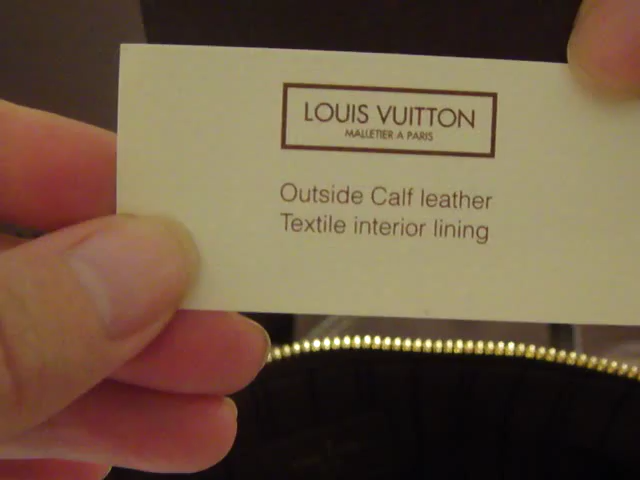 LOUIS VUITTON
MALLETIER A PARIS
Outside Calf leather
Textile interior lining